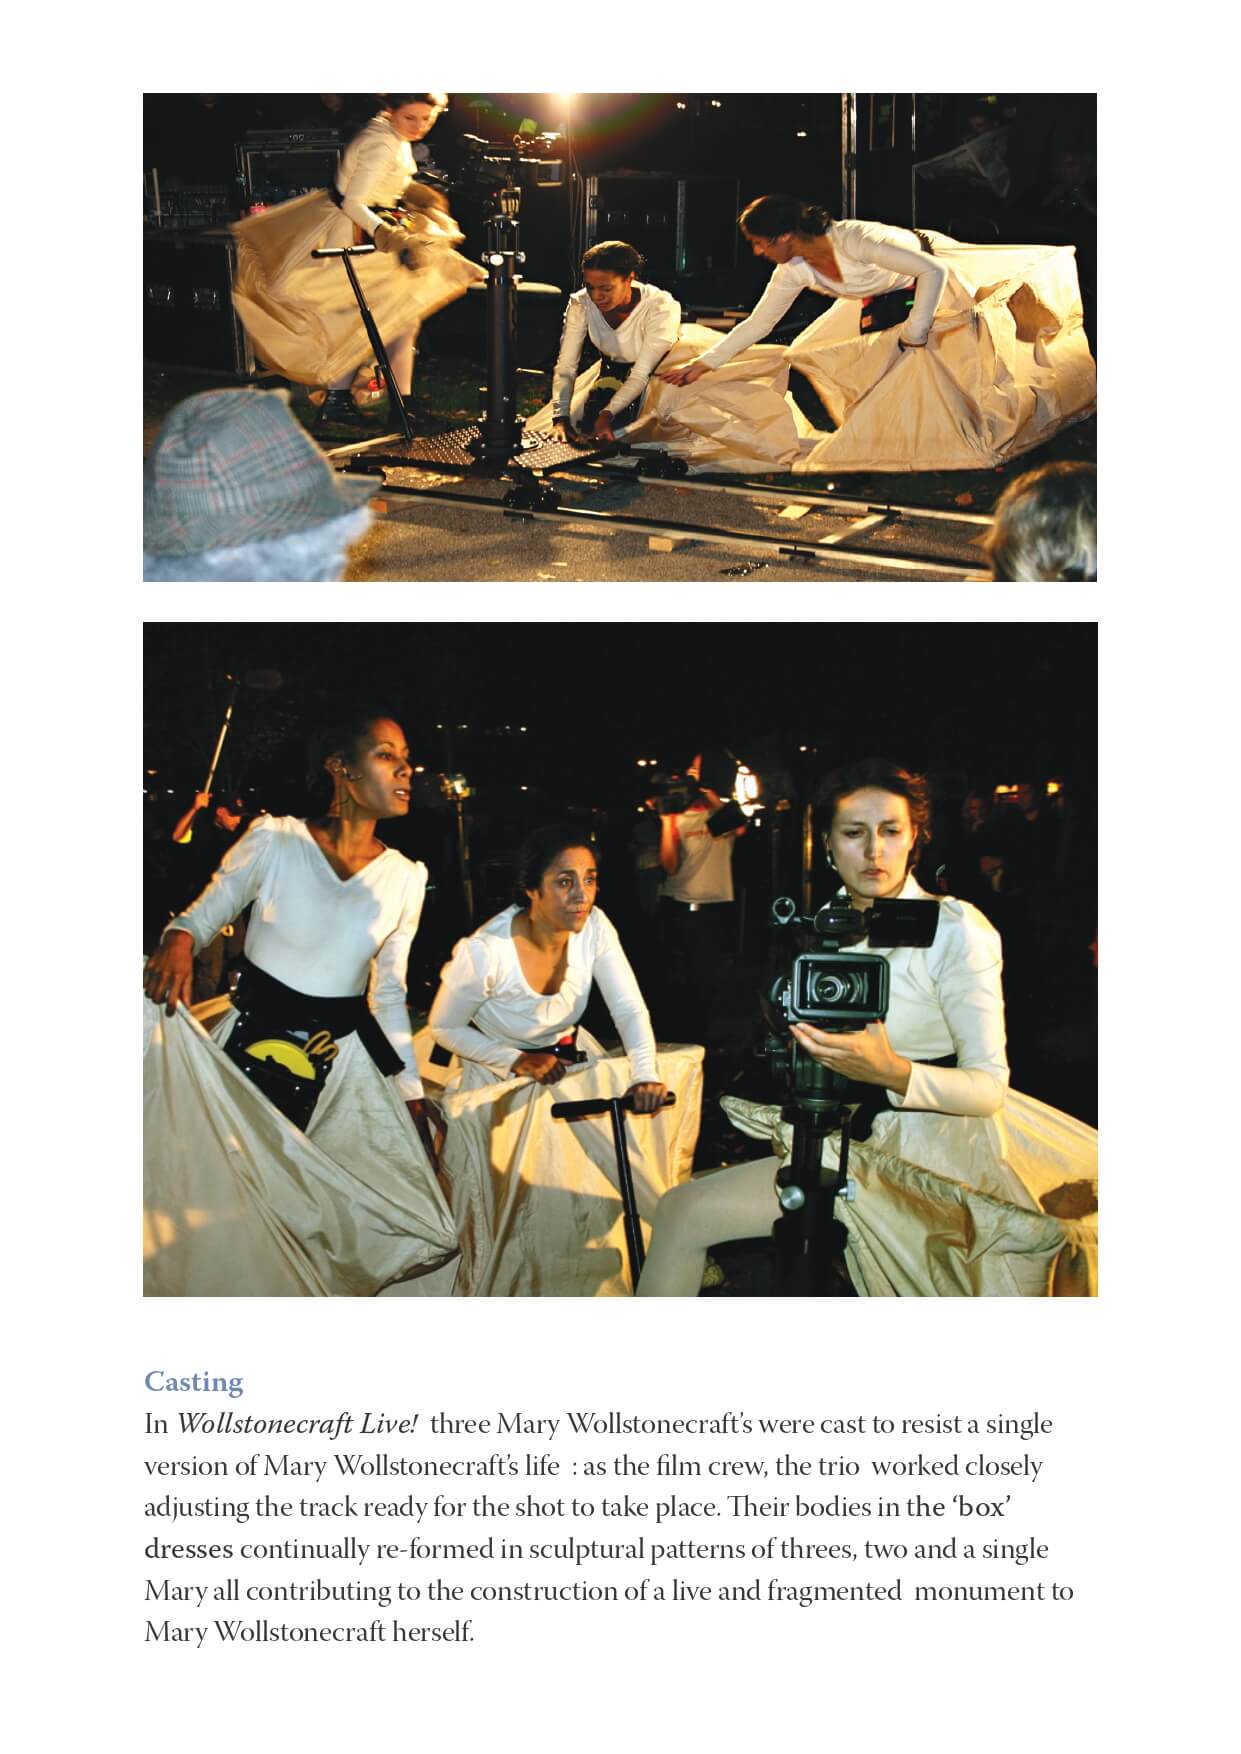 Casting
In Wollstonecraft Live!  three Mary Wollstonecraft’s were cast to resist a single
version of Mary Wollstonecraft’s life  : as the film crew, the trio  worked closely
adjusting the track ready for the shot to take place. Their bodies in the ‘box’
dresses continually re-formed in sculptural patterns of threes, two and a single
Mary all contributing to the construction of a live and fragmented  monument to
Mary Wollstonecraft herself.